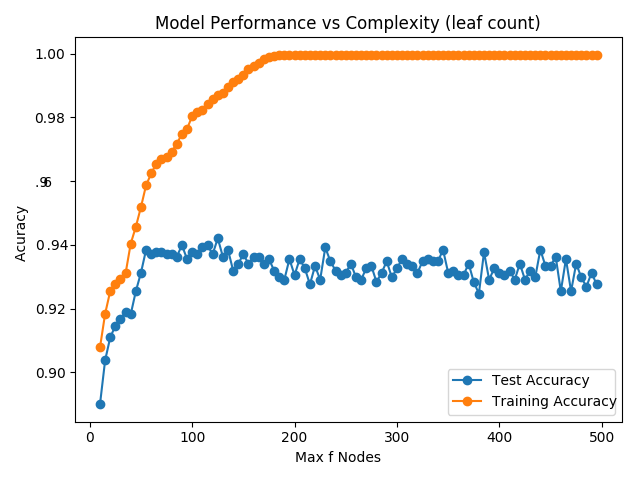 Model Performance vs Complexity (leaf count)
1.00
0.98
.96
0.94
0.92
0.90
Acuracy
0
100
200
300
400
500
Max f Nodes
Test Accuracy
Training Accuracy